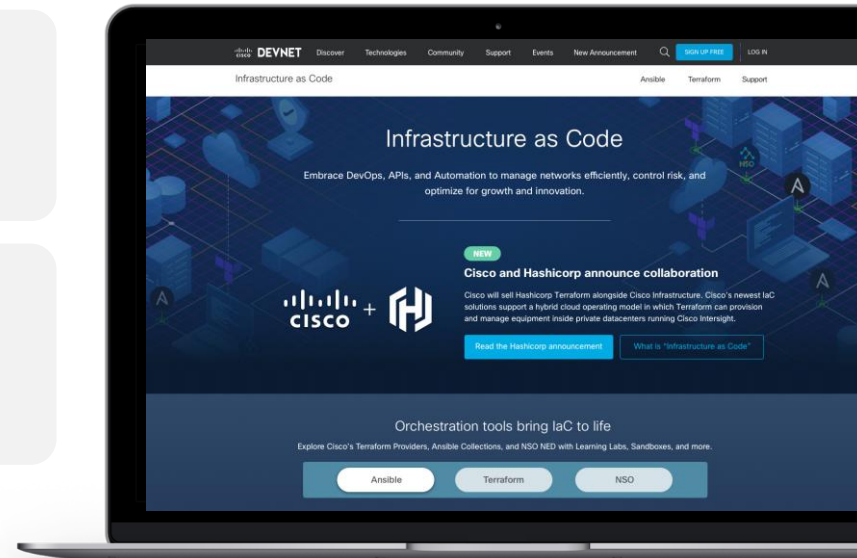 CISCO DEVNET Discover Technologies Community Support Events New Announcement SIGN UP FREE LOG IN
Infrastructure as Code Ansible Terraform Support
Infrastructure as Code
Embrace DevOps, APIs, and Automation to manage networks efficiently, control risk, and
optimize for growth and innovation.
NEW
Cisco and Hashicorp announce collaboration
Cisco will sell Hashicorp Terraform alongside Cisco Infrastructure. Cisco's newest IaC
solutions support a hybrid cloud operating model in which Terraform can provision
and manage equipment inside private datacenters running Cisco Intersight.
CISCO +
Read the Hashicorp announcement What is "Infrastructure as Code"
NSO
Orchestration tools bring IaC to life
Explore Cisco's Terraform Providers, Ansible Collections, and NSO NED with Learning Labs, Sandboxes, and more.
Ansible Terraform NSO